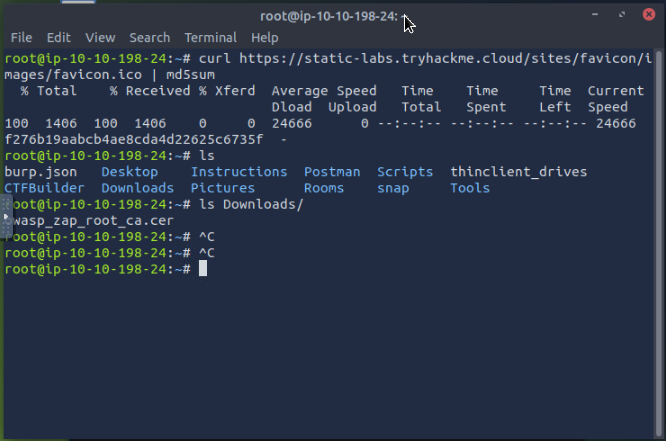 root@ip-10-10-198-24: ~
File Edit View Search Terminal Help
root@ip-10-10-198-24:~# curl https://static-labs.tryhackme.cloud/sites/favicon/i
mages/favicon.ico | md5sum
  % Total    % Received % Xferd  Average Speed   Time    Time     Time  Current
                                 Dload  Upload   Total   Spent    Left  Speed
100  1406  100  1406    0     0  24666      0 --:--:-- --:--:-- --:--:-- 24666
f276b19aabcb4ae8cda4d22625c6735f  -
root@ip-10-10-198-24:~# ls
burp.json   Desktop    Instructions  Postman  Scripts  thinclient_drives
CTFBuilder  Downloads  Pictures      Rooms    snap     Tools
root@ip-10-10-198-24:~# ls Downloads/
owasp_zap_root_ca.cer
root@ip-10-10-198-24:~# ^C
root@ip-10-10-198-24:~# ^C
root@ip-10-10-198-24:~#